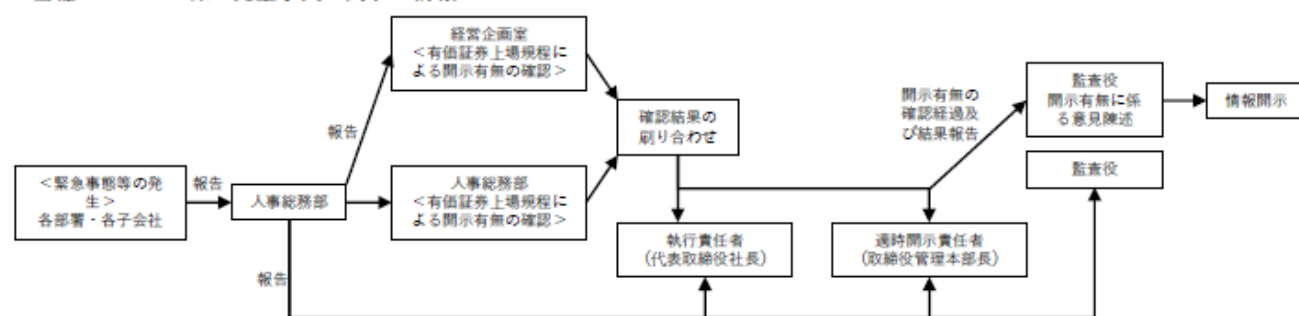 経営企画室
＜有価証券上場規程に
よる開示有無の確認＞
報告
確認結果の
刷り合わせ
開示有無の
確認経過及
び結果報告
監査役
開示有無に係
る意見陳述
情報開示
＜緊急事態等の発
生＞
各部署・各子会社
報告
人事総務部
人事総務部
＜有価証券上場規程に
よる開示有無の確認＞
監査役
執行責任者
（代表取締役社長）
適時開示責任者
（取締役管理本部長）
報告